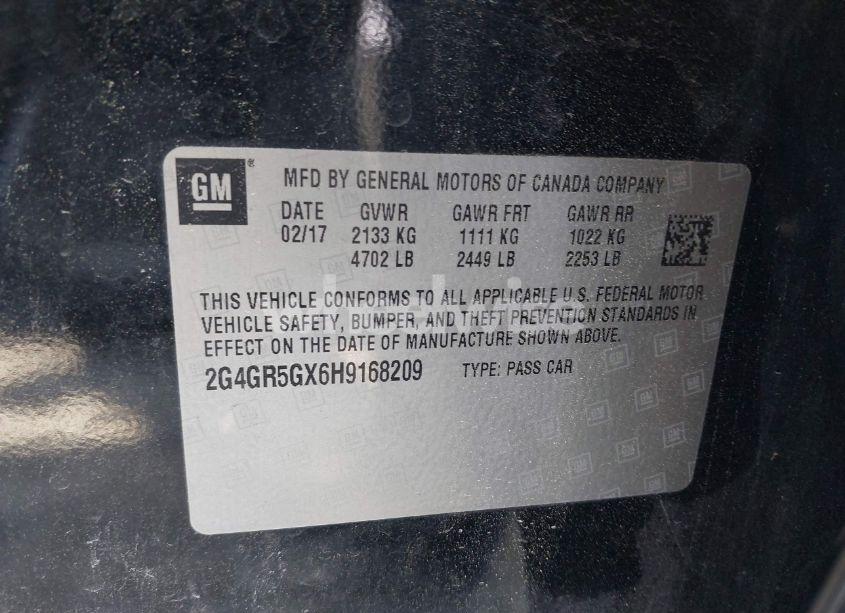 GM®
MFD BY GENERAL MOTORS OF CANADA COMPANY
DATE GVWR GAWR FRT GAWR RR
02/17 2133 KG 1111 KG 1022 KG
4702 LB 2449 LB 2253 LB
THIS VEHICLE CONFORMS TO ALL APPLICABLE U.S. FEDERAL MOTOR
VEHICLE SAFETY, BUMPER, AND THEFT PREVENTION STANDARDS IN
EFFECT ON THE DATE OF MANUFACTURE SHOWN ABOVE.
2G4GR5GX6H9168209 TYPE: PASS CAR